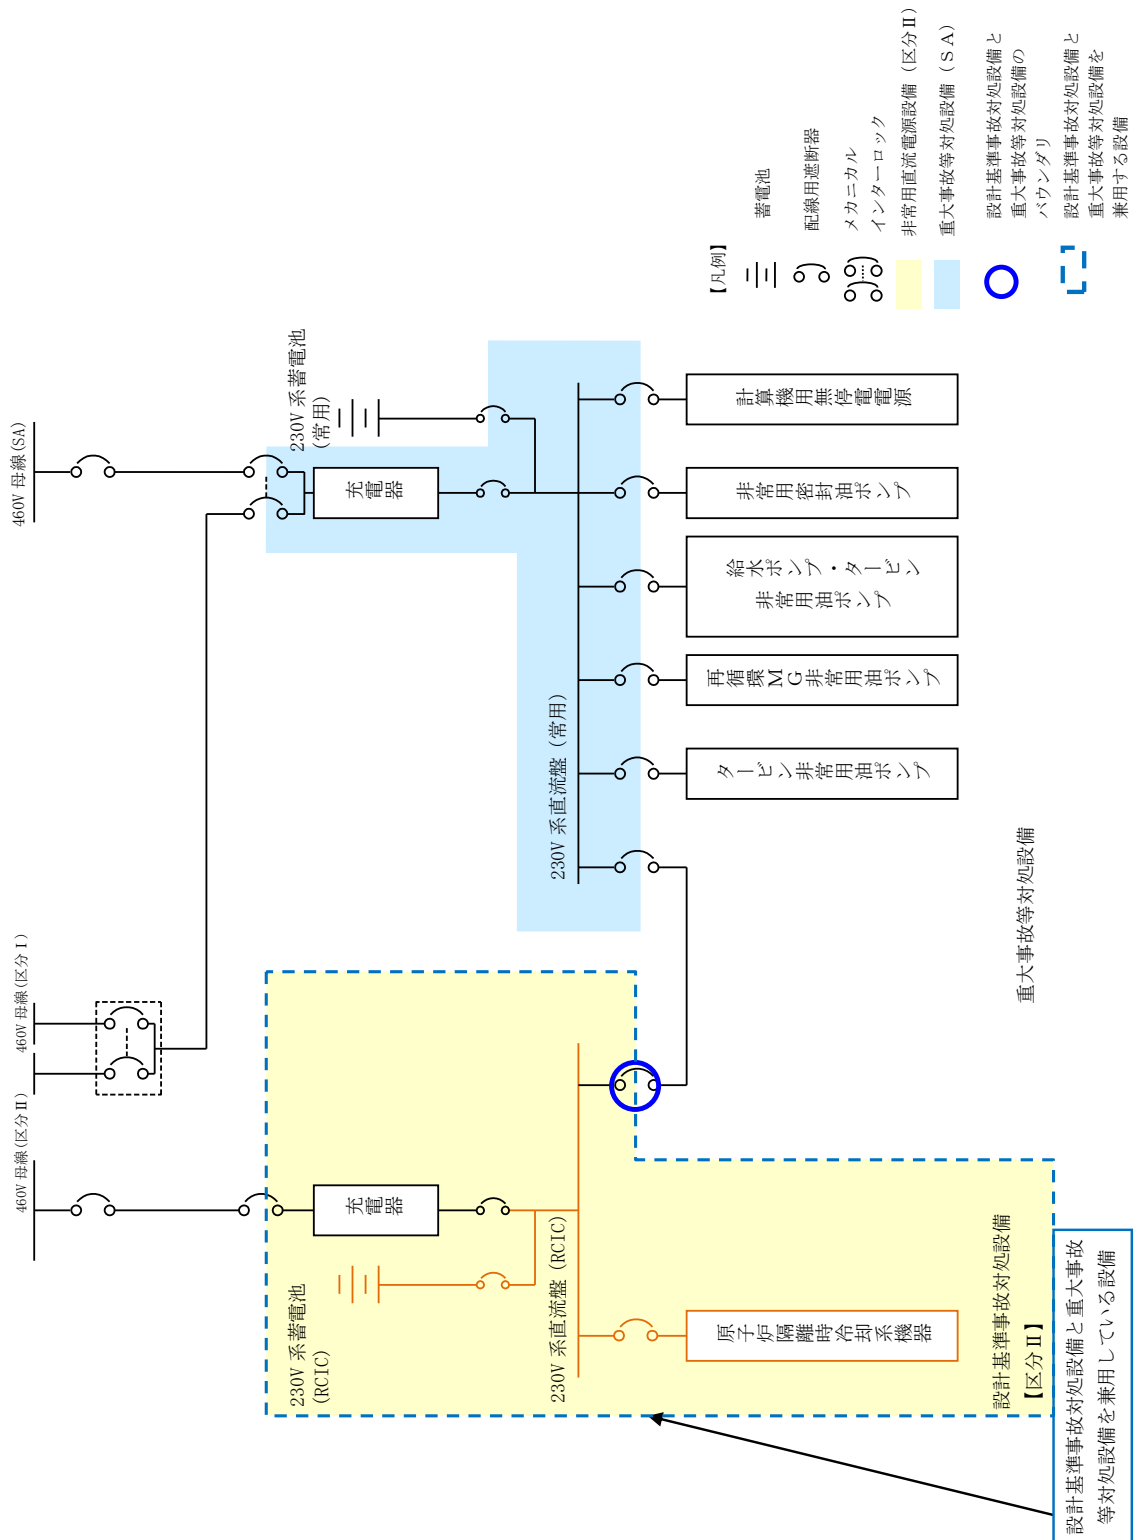 460V 母線(区分Ⅱ)
460V 母線(区分Ⅰ)
460V 母線(SA)
230V 系蓄電池
(RCIC)
充電器
230V 系蓄電池
(常用)
充電器
230V 系直流盤 (RCIC)
230V 系直流盤 (常用)
原子炉隔離時冷却系機器
タービン非常用油ポンプ
再循環MG非常用油ポンプ
給水ポンプ・タービン
非常用油ポンプ
非常用密封油ポンプ
計算機用無停電電源
設計基準事故対処設備
【区分Ⅱ】
重大事故等対処設備
設計基準事故対処設備と重大事故
等対処設備を兼用している設備
【凡例】
蓄電池
配線用遮断器
メカニカル
インターロック
非常用直流電源設備(区分Ⅱ)
重大事故等対処設備(SA)
設計基準事故対処設備と
重大事故等対処設備の
バウンダリ
設計基準事故対処設備と
重大事故等対処設備を
兼用する設備